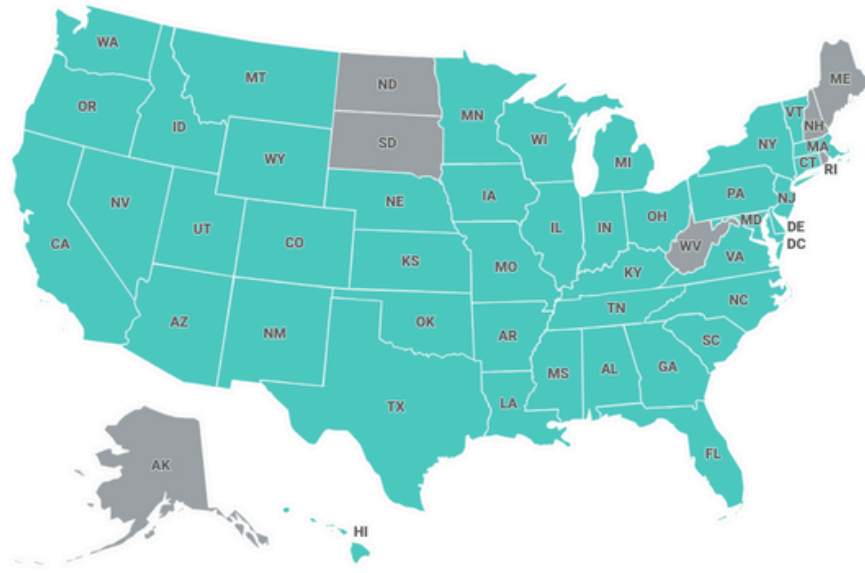 WA
MT
ND
ME
OR
ID
MN
VT
NH
SD
WI
NY
MA
WY
MI
CT
RI
NV
NE
IA
PA
NJ
UT
CO
IL
IN
OH
MD
DE
CA
KS
MO
WV
VA
DC
KY
AZ
NM
OK
TN
NC
AR
SC
MS
AL
GA
TX
LA
FL
AK
HI